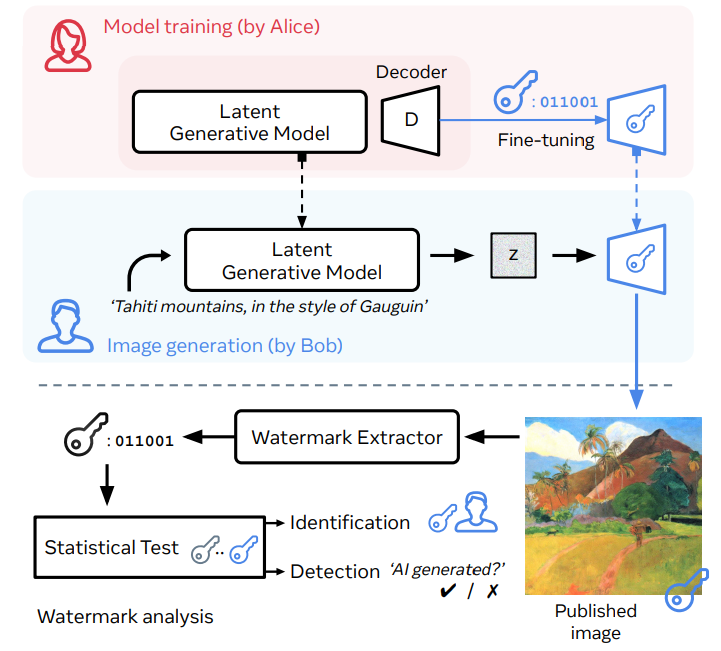 Model training (by Alice)
Decoder
Latent
Generative Model
D
: 011001
Fine-tuning
Latent
Generative Model
z
‘Tahiti mountains, in the style of Gauguin’
Image generation (by Bob)
: 011001
Watermark Extractor
Statistical Test
..
Identification
Detection
‘AI generated?’
✔ / ✗
Watermark analysis
Published
image